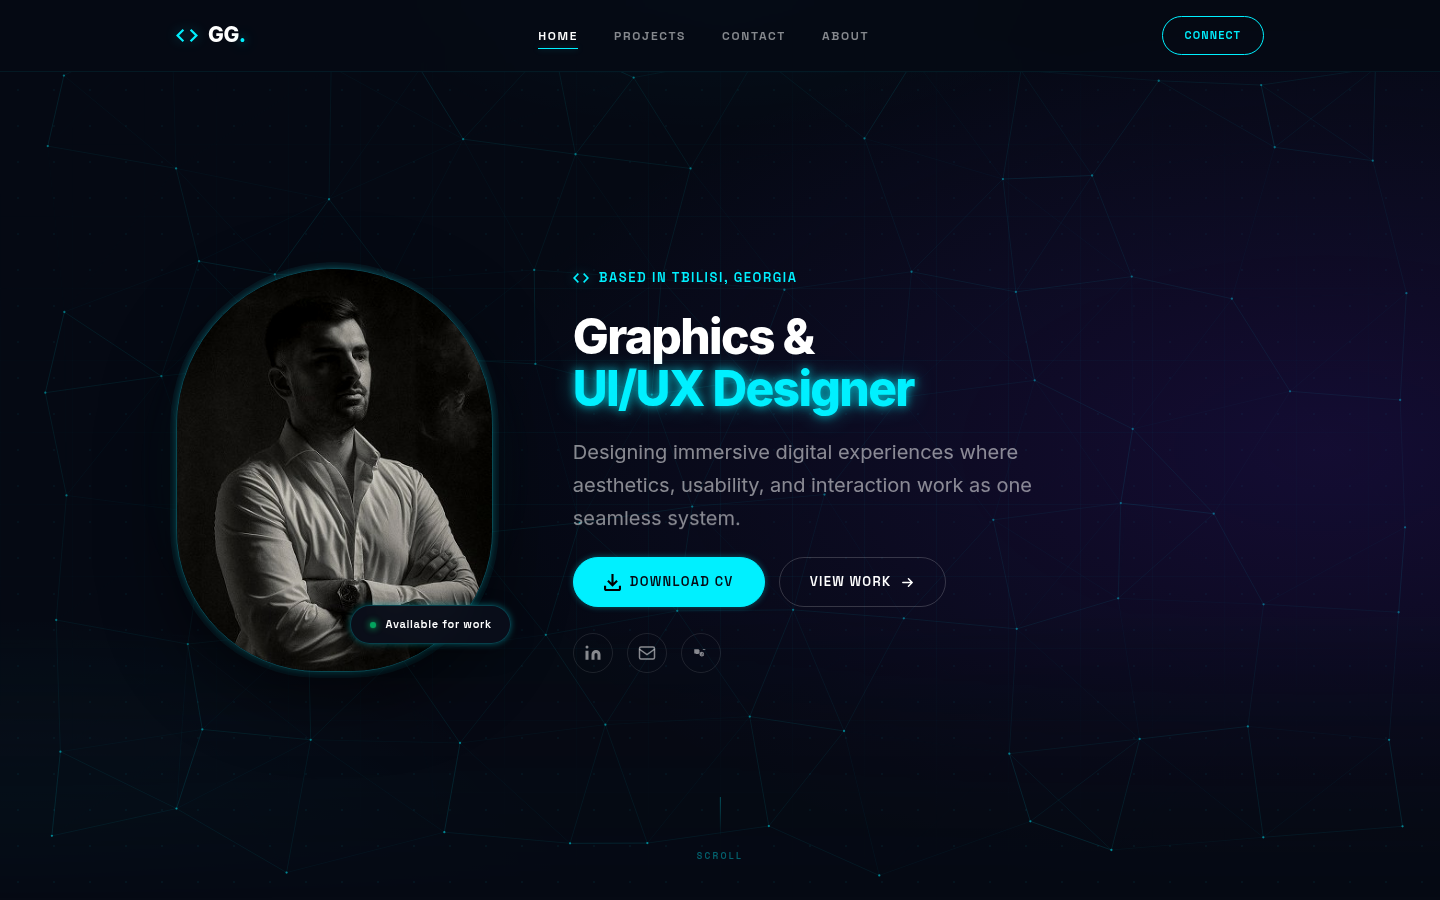 GG.
HOME
PROJECTS
CONTACT
ABOUT
CONNECT
BASED IN TBILISI, GEORGIA
Graphics &
UI/UX Designer
Designing immersive digital experiences where
aesthetics, usability, and interaction work as one
seamless system.
DOWNLOAD CV
VIEW WORK →
Available for work
in
SCROLL